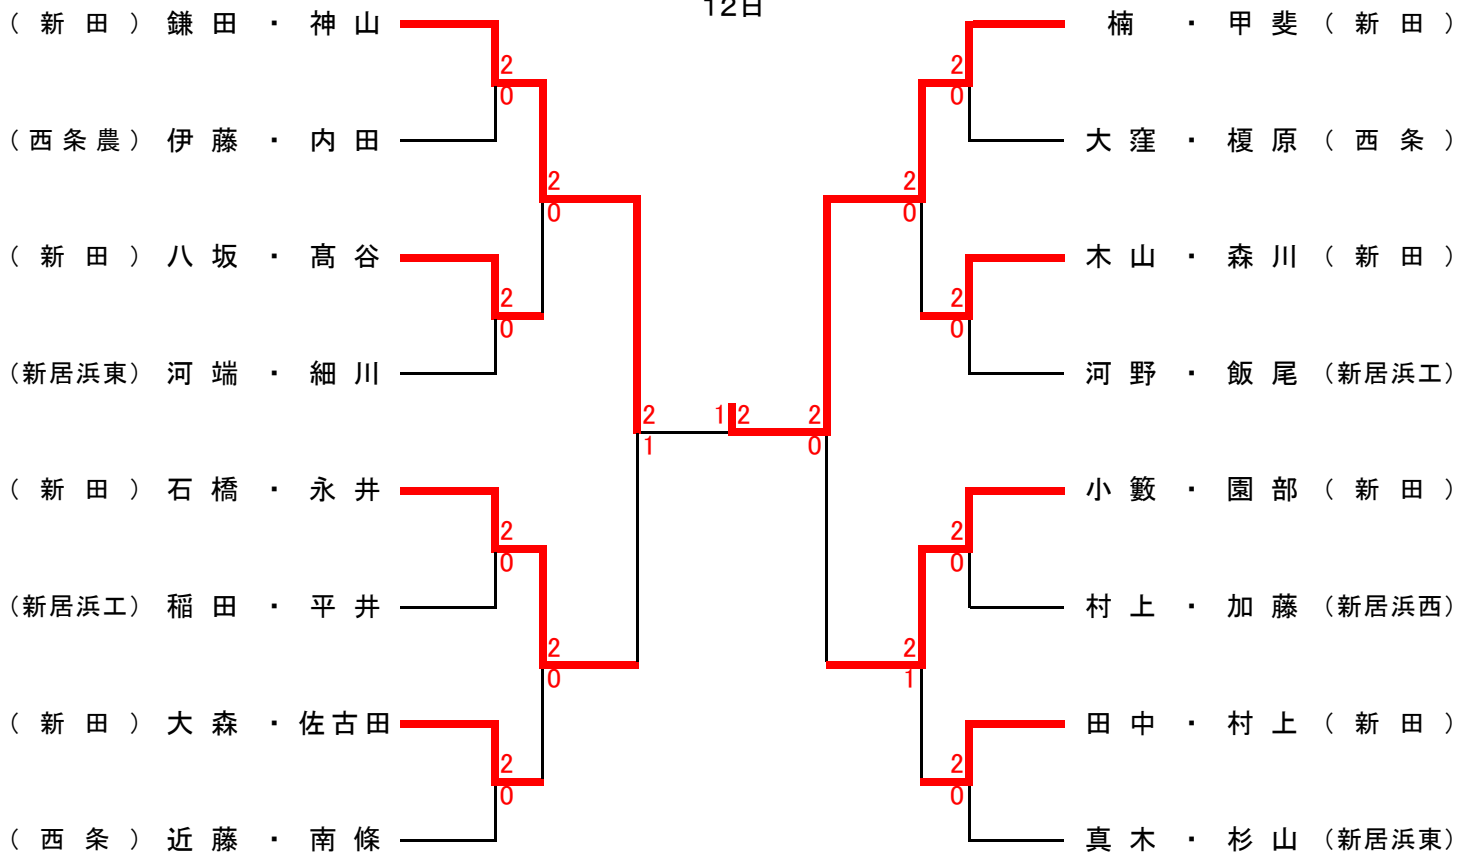 12日
(新田) 鎌田・神山
楠・甲斐 (新田)
2
2
0
0
(西条農) 伊藤・内田
大窪・榎原 (西条)
2
2
0
0
(新田) 八坂・髙谷
木山・森川 (新田)
2
2
0
0
(新居浜東) 河端・細川
河野・飯尾 (新居浜工)
2 1 2 2
1 0
(新田) 石橋・永井
小籔・園部 (新田)
2
2
0
0
(新居浜工) 稲田・平井
村上・加藤 (新居浜西)
2
2
0
1
(新田) 大森・佐古田
田中・村上 (新田)
2
2
0
0
(西条) 近藤・南條
真木・杉山 (新居浜東)